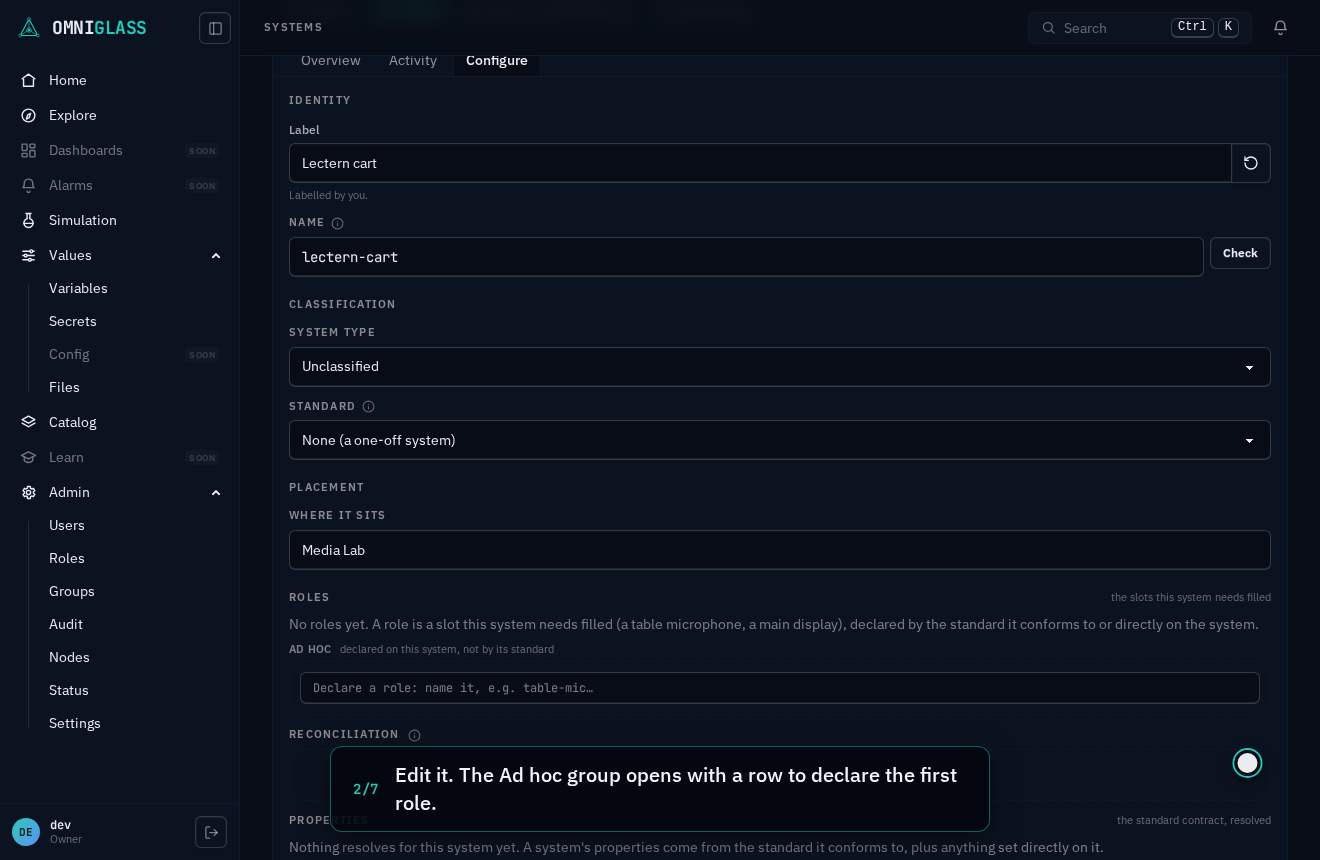 OMNIGLASS
SYSTEMS
Search
Ctrl K
Home
Explore
Dashboards SOON
Alarms SOON
Simulation
Values
Variables
Secrets
Config SOON
Files
Catalog
Learn SOON
Admin
Users
Roles
Groups
Audit
Nodes
Status
Settings
DE
dev
Owner
Overview Activity Configure
IDENTITY
Label
Lectern cart
Labelled by you.
NAME
lectern-cart
Check
CLASSIFICATION
SYSTEM TYPE
Unclassified
STANDARD
None (a one-off system)
PLACEMENT
WHERE IT SITS
Media Lab
ROLES the slots this system needs filled
No roles yet. A role is a slot this system needs filled (a table microphone, a main display), declared by the standard it conforms to or directly on the system.
AD HOC declared on this system, not by its standard
Declare a role: name it, e.g. table-mic…
RECONCILIATION
2/7 Edit it. The Ad hoc group opens with a row to declare the first
role.
PROPERTIES the standard contract, resolved
Nothing resolves for this system yet. A system's properties come from the standard it conforms to, plus anything set directly on it.